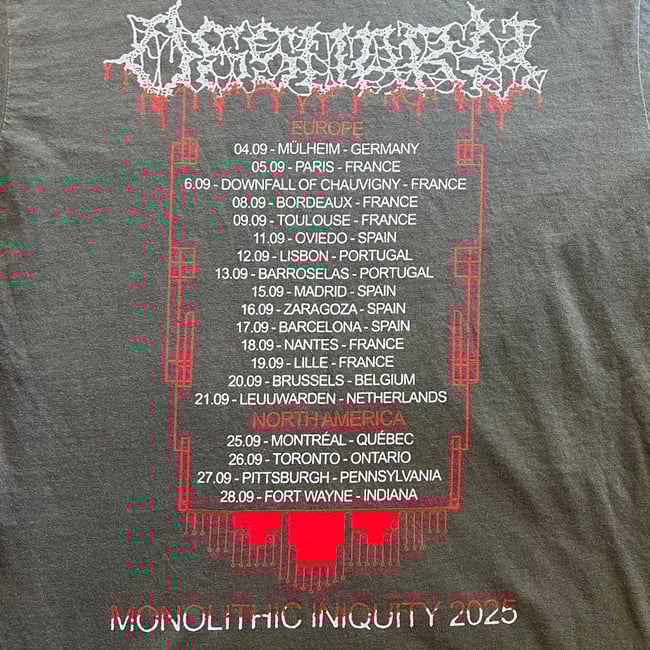 EUROPE
04.09 - MÜLHEIM - GERMANY
05.09 - PARIS - FRANCE
6.09 - DOWNFALL OF CHAUVIGNY - FRANCE
08.09 - BORDEAUX - FRANCE
09.09 - TOULOUSE - FRANCE
11.09 - OVIEDO - SPAIN
12.09 - LISBON - PORTUGAL
13.09 - BARROSELAS - PORTUGAL
15.09 - MADRID - SPAIN
16.09 - ZARAGOZA - SPAIN
17.09 - BARCELONA - SPAIN
18.09 - NANTES - FRANCE
19.09 - LILLE - FRANCE
20.09 - BRUSSELS - BELGIUM
21.09 - LEUUWARDEN - NETHERLANDS
NORTH AMERICA
25.09 - MONTRÉAL - QUÉBEC
26.09 - TORONTO - ONTARIO
27.09 - PITTSBURGH - PENNSYLVANIA
28.09 - FORT WAYNE - INDIANA
MONOLITHIC INIQUITY 2025